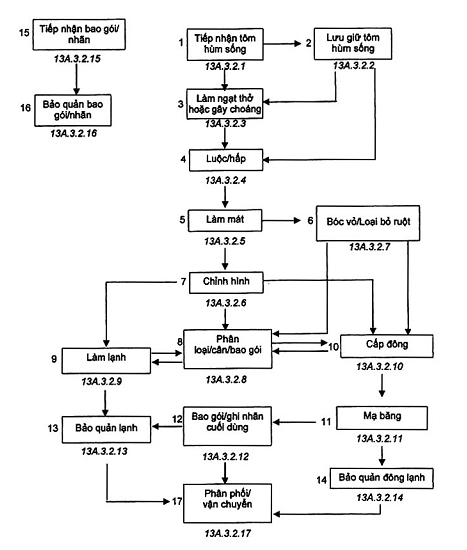 15
Tiếp nhận bao gói/
nhãn
13A.3.2.15
16
Bảo quản bao
gói/nhãn
13A.3.2.16
1
Tiếp nhận tôm
hùm sống
13A.3.2.1
2
Lưu giữ tôm
hùm sống
13A.3.2.2
3
Làm ngạt thở
hoặc gây choáng
13A.3.2.3
4
Luộc/hấp
13A.3.2.4
5
Làm mát
13A.3.2.5
6
Bóc vỏ/Loại bỏ ruột
13A.3.2.7
7
Chỉnh hình
13A.3.2.6
8
Phân
loại/cân/bao gói
13A.3.2.8
9
Làm lạnh
13A.3.2.9
10
Cấp đông
13A.3.2.10
11
Mạ băng
13A.3.2.11
12
Bao gói/ghi nhãn
cuối dùng
13A.3.2.12
13
Bảo quản lạnh
13A.3.2.13
14
Bảo quản đông lạnh
13A.3.2.14
17
Phân phối/
vận chuyển
13A.3.2.17